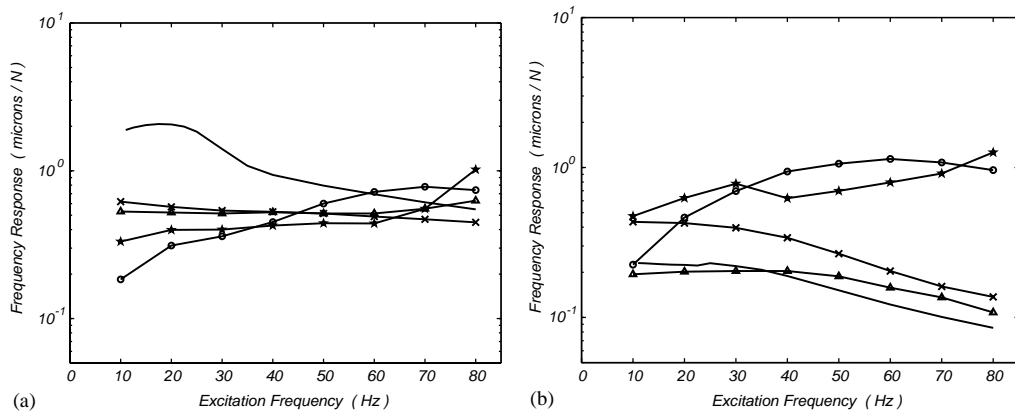 10^1
10^0
10^-1
Frequency Response ( microns / N )
0 10 20 30 40 50 60 70 80
Excitation Frequency ( Hz )
(a)
10^1
10^0
10^-1
Frequency Response ( microns / N )
0 10 20 30 40 50 60 70 80
Excitation Frequency ( Hz )
(b)